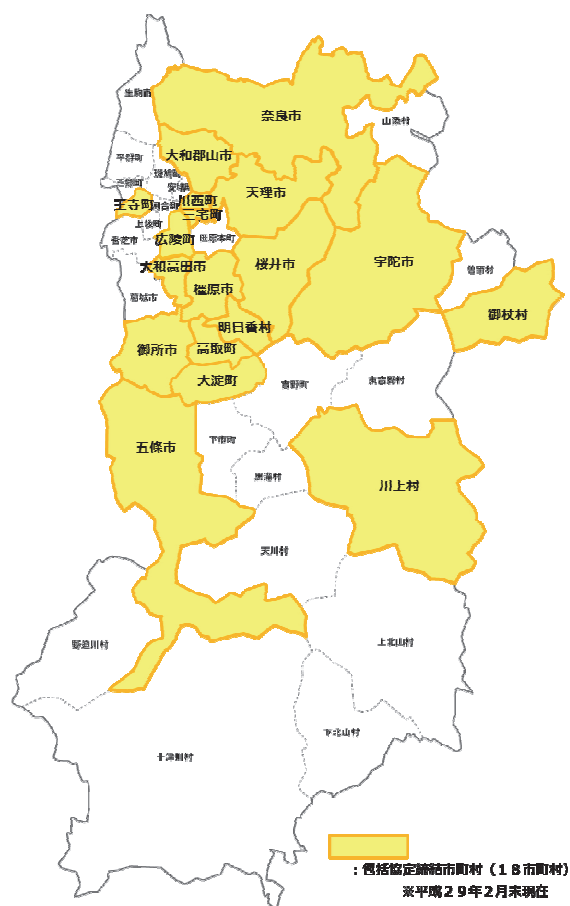 生駒市
奈良市
山添村
平群町
大和郡山市
斑鳩町
三郷町
安堵町
天理市
王寺町
河合町
川西町
三宅町
上牧町
広陵町
田原本町
香芝市
桜井市
宇陀市
曽爾村
大和高田市
橿原市
葛城市
御杖村
明日香村
御所市
高取町
大淀町
吉野町
東吉野村
五條市
下市町
黒滝村
川上村
天川村
野迫川村
上北山村
下北山村
十津川村
：包括協定締結市町村（１８市町村）
※平成２９年２月末現在